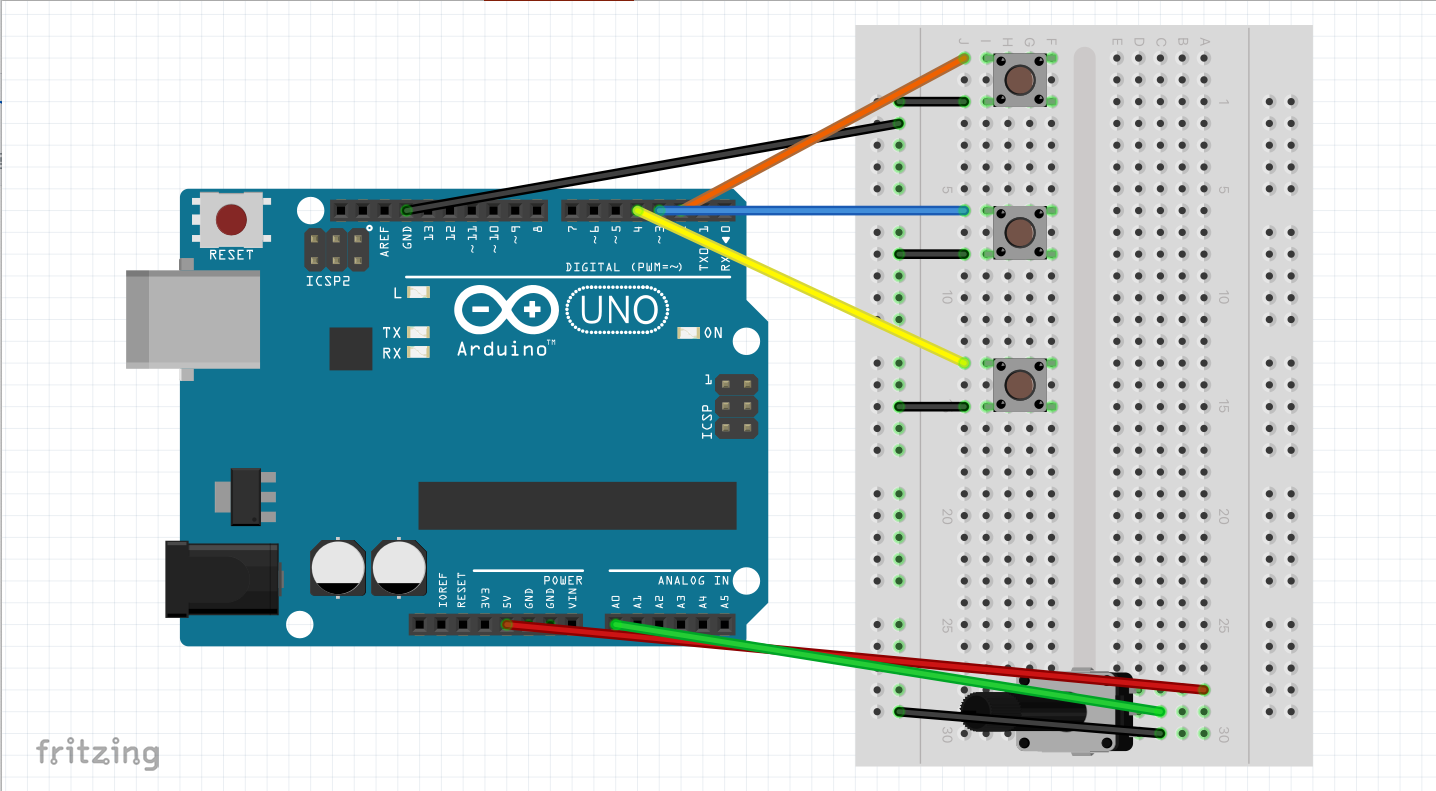 J I H G F E D C B A
1
5
10
15
20
25
30
1
5
10
15
20
25
30
RESET
ICSP2
AREF
GND
13
12
~11
~10
~9
8
7
~6
~5
4
~3
TX0 1
RX◀0
DIGITAL (PWM=~)
L
TX
RX
UNO
Arduino™
ON
1
ICSP
IOREF
RESET
3V3
5V
GND
GND
VIN
POWER
ANALOG IN
A0
A1
A2
A3
A4
A5
fritzing